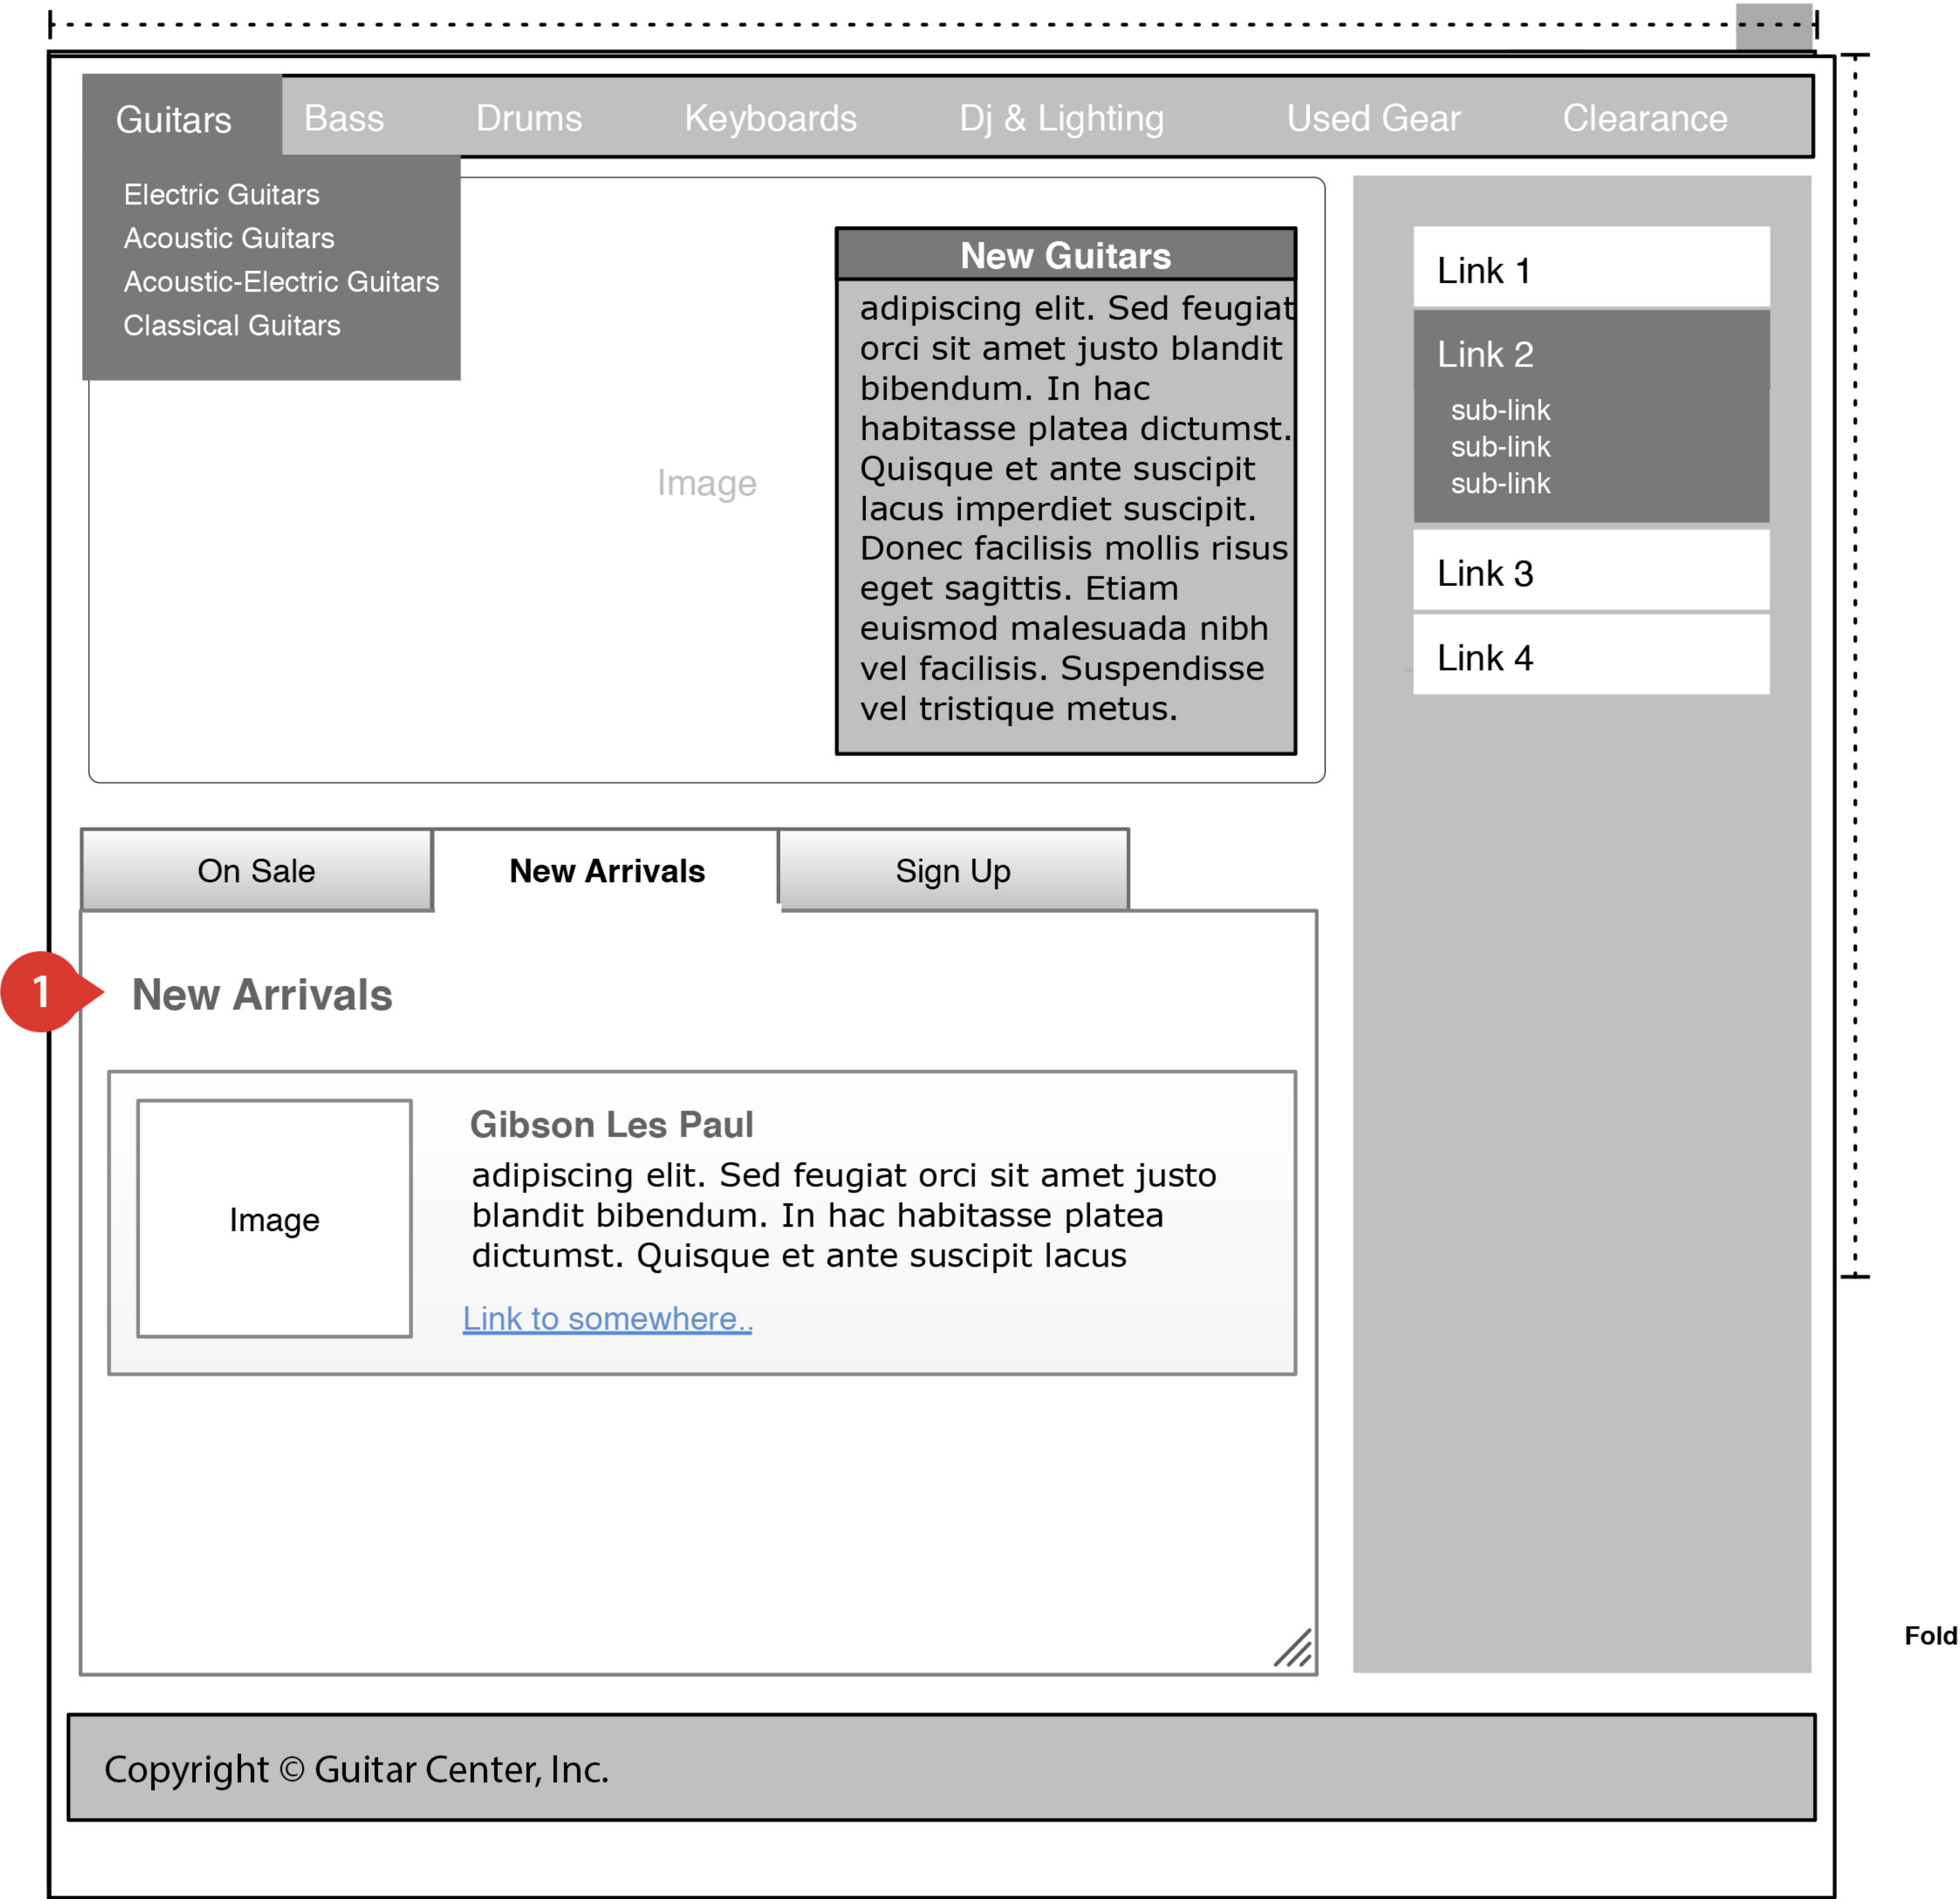 Guitars Bass Drums Keyboards Dj & Lighting Used Gear Clearance
Electric Guitars
Acoustic Guitars
Acoustic-Electric Guitars
Classical Guitars
Image
New Guitars
adipiscing elit. Sed feugiat
orci sit amet justo blandit
bibendum. In hac
habitasse platea dictumst.
Quisque et ante suscipit
lacus imperdiet suscipit.
Donec facilisis mollis risus
eget sagittis. Etiam
euismod malesuada nibh
vel facilisis. Suspendisse
vel tristique metus.
Link 1
Link 2
sub-link
sub-link
sub-link
Link 3
Link 4
On Sale New Arrivals Sign Up
1 New Arrivals
Image
Gibson Les Paul
adipiscing elit. Sed feugiat orci sit amet justo
blandit bibendum. In hac habitasse platea
dictumst. Quisque et ante suscipit lacus
Link to somewhere..
Fold
Copyright © Guitar Center, Inc.